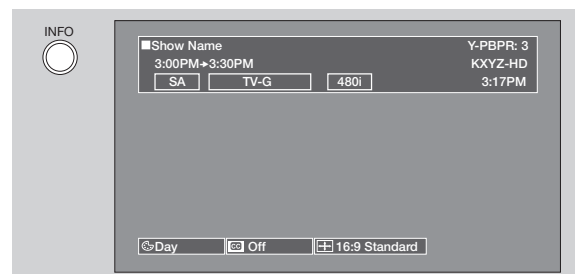 INFO
■Show Name Y-PBPR: 3
3:00PM→3:30PM KXYZ-HD
SA TV-G 480i 3:17PM
Day CC Off 16:9 Standard